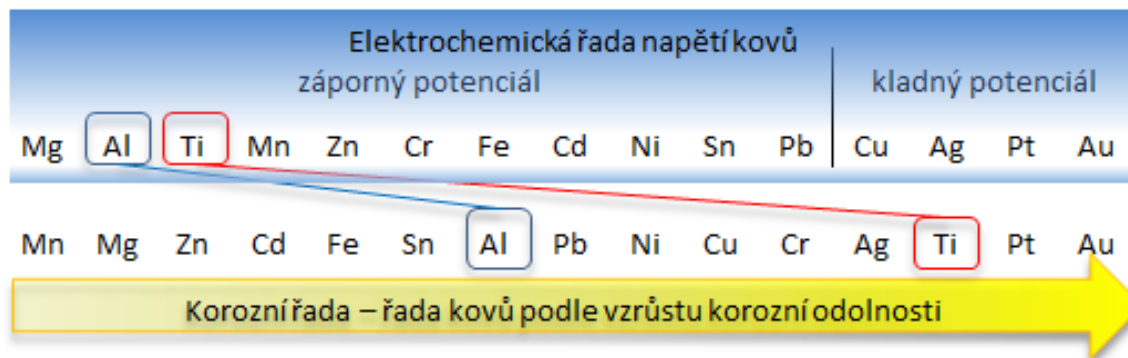 Elektrochemická řada napětí kovů
záporný potenciál kladný potenciál
Mg Al Ti Mn Zn Cr Fe Cd Ni Sn Pb Cu Ag Pt Au
Mn Mg Zn Cd Fe Sn Al Pb Ni Cu Cr Ag Ti Pt Au
Korozní řada – řada kovů podle vzrůstu korozní odolnosti